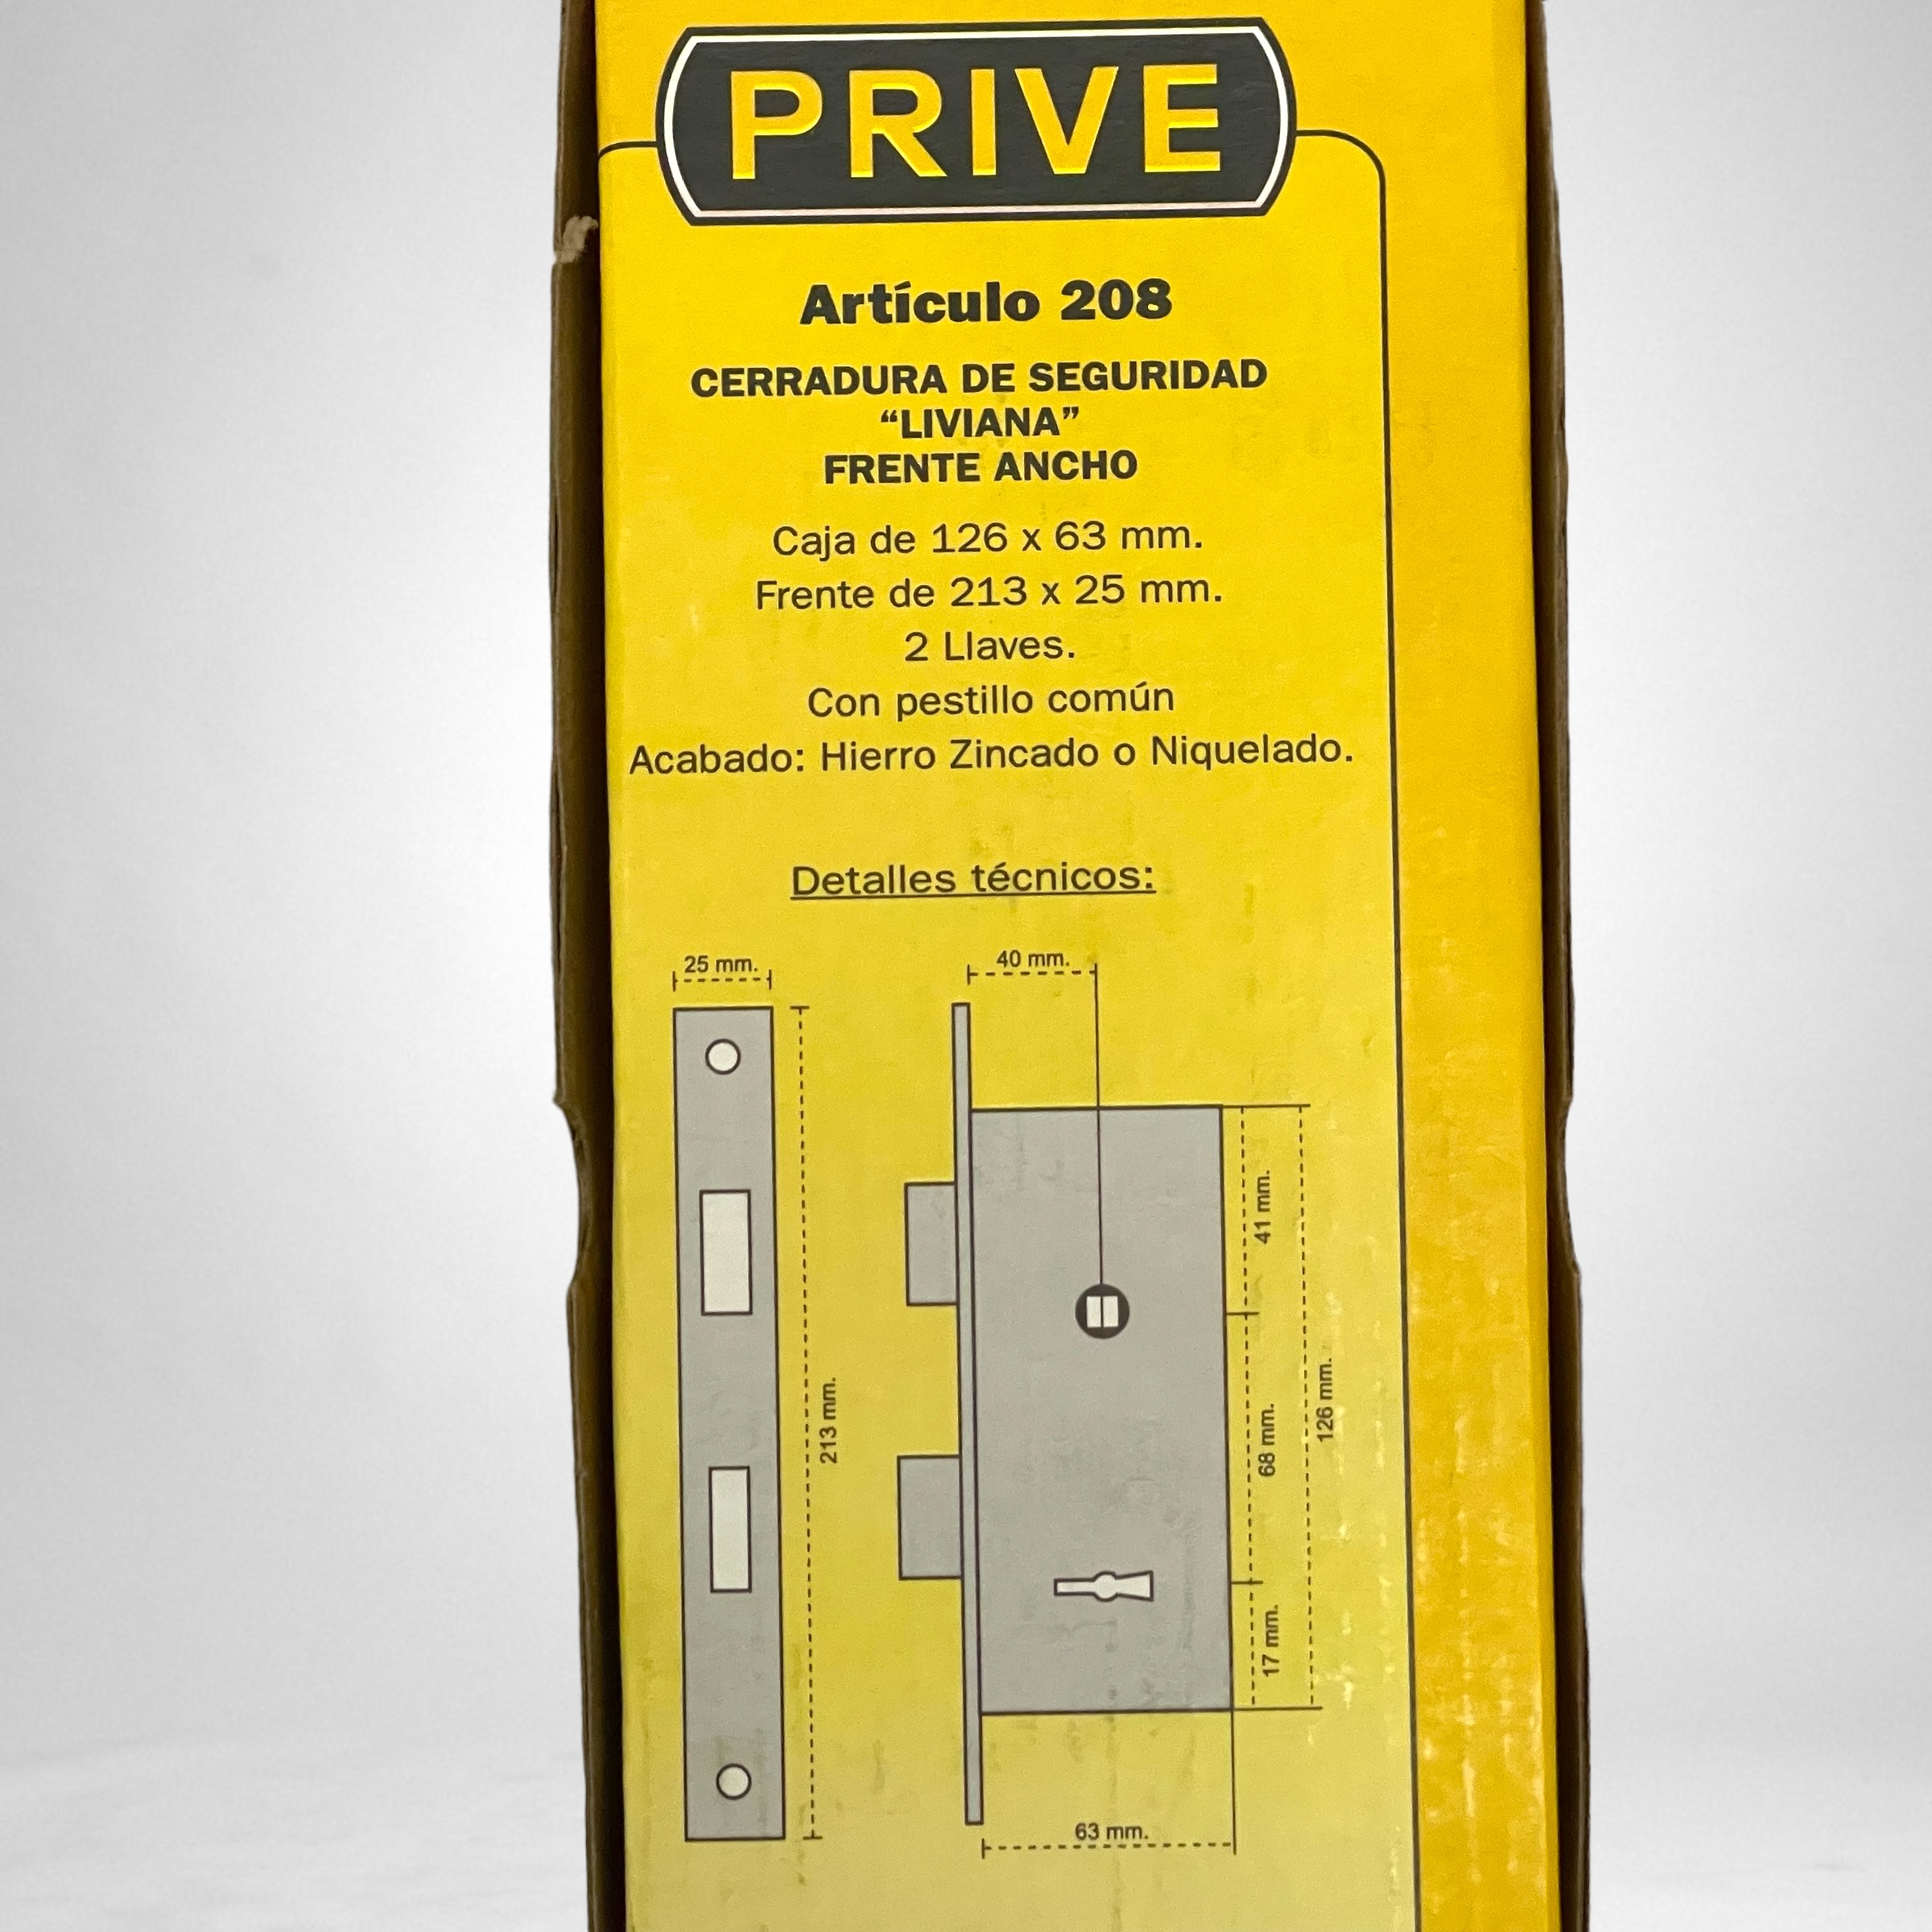 PRIVE
Artículo 208
CERRADURA DE SEGURIDAD
“LIVIANA”
FRENTE ANCHO
Caja de 126 x 63 mm.
Frente de 213 x 25 mm.
2 Llaves.
Con pestillo común
Acabado: Hierro Zincado o Niquelado.
Detalles técnicos:
25 mm.
40 mm.
213 mm.
41 mm.
68 mm.
126 mm.
17 mm.
63 mm.